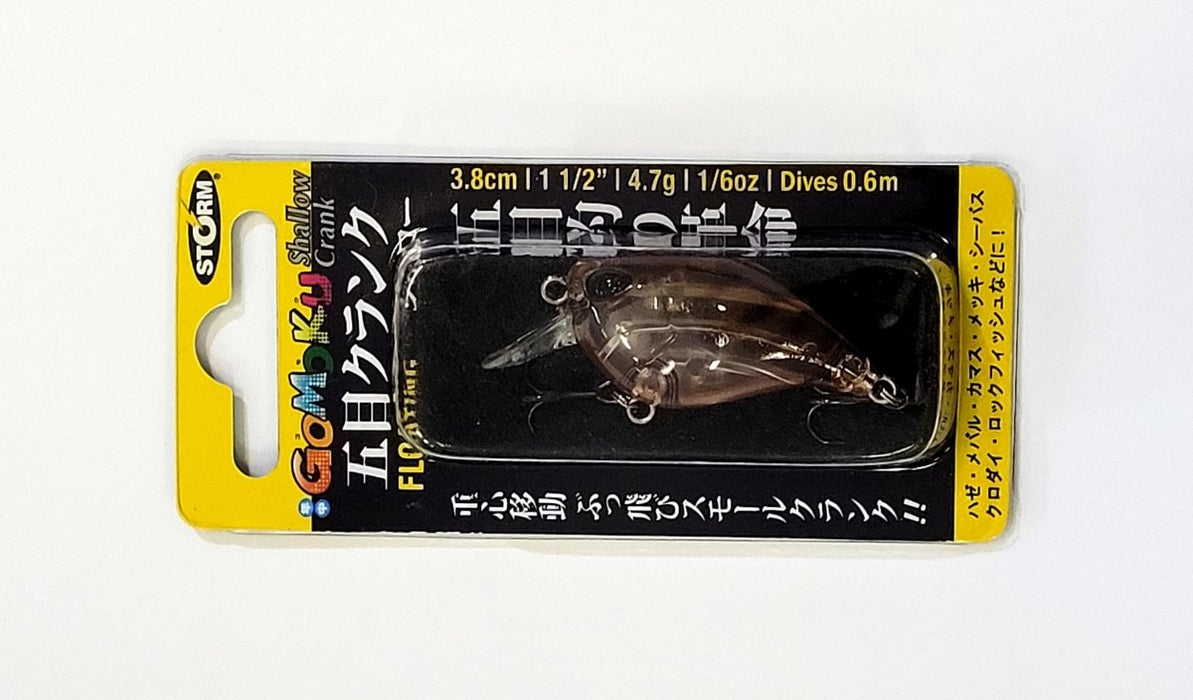 STORM®
GoMoKu
Shallow
Crank
五目クランク
3.8cm | 1 1/2” | 4.7g | 1/6oz | Dives 0.6m
五目釣り革命
重心移動 ぶっ飛びスモールクランク!!
ハゼ・メバル・カマス・メッキ・シーバス
クロダイ・ロックフィッシュなどに!